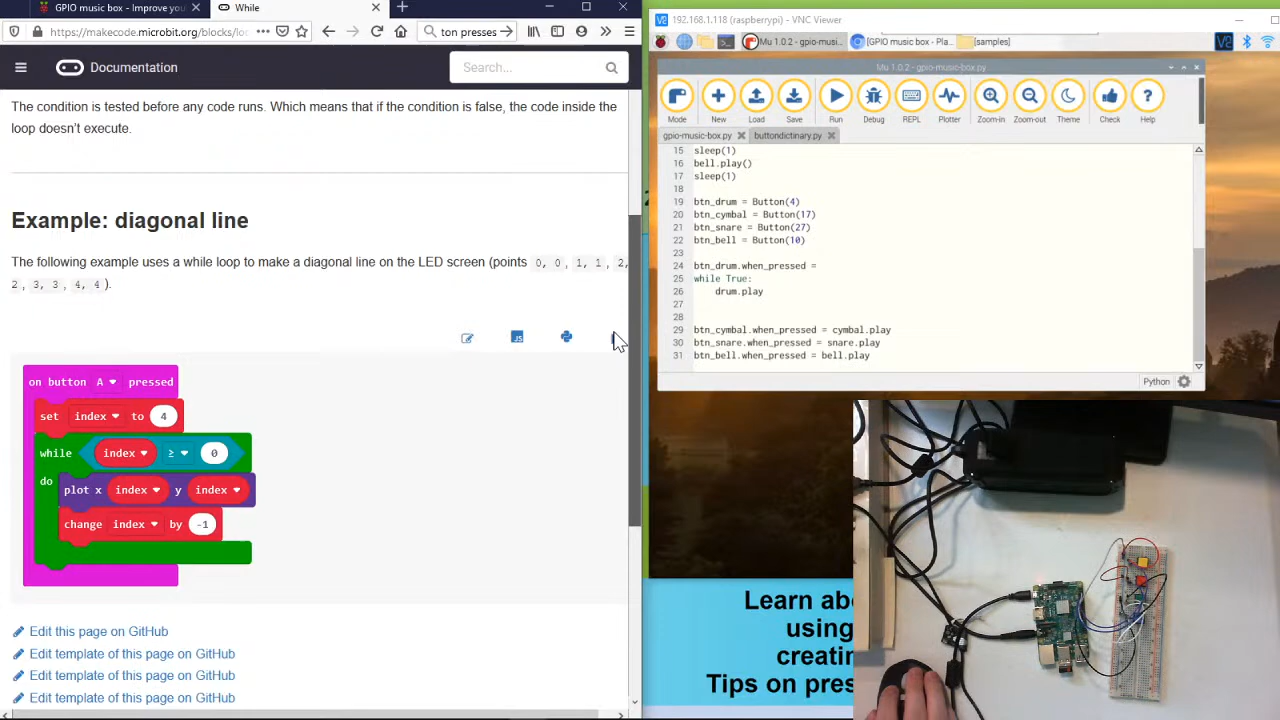 GPIO music box - Improve you
While
https://makecode.microbit.org/blocks/lo
ton presses
Documentation
Search...
The condition is tested before any code runs. Which means that if the condition is false, the code inside the
loop doesn't execute.
Example: diagonal line
The following example uses a while loop to make a diagonal line on the LED screen (points 0, 0, 1, 1, 2,
2, 3, 3, 4, 4 ).
JS
on button A pressed
set index to 4
while index ≥ 0
do
plot x index y index
change index by -1
Edit this page on GitHub
Edit template of this page on GitHub
Edit template of this page on GitHub
Edit template of this page on GitHub
192.168.1.118 (raspberrypi) - VNC Viewer
Mu 1.0.2 - gpio-musi...
[GPIO music box - Pla...
[samples]
Mu 1.0.2 - gpio-music-box.py
Mode New Load Save Run Debug REPL Plotter Zoom-in Zoom-out Theme Check Help
gpio-music-box.py buttondictinary.py
15 sleep(1)
16 bell.play()
17 sleep(1)
18
19 btn_drum = Button(4)
20 btn_cymbal = Button(17)
21 btn_snare = Button(27)
22 btn_bell = Button(10)
23
24 btn_drum.when_pressed =
25 while True:
26 drum.play
27
28
29 btn_cymbal.when_pressed = cymbal.play
30 btn_snare.when_pressed = snare.play
31 btn_bell.when_pressed = bell.play
Python
Learn abo
using
creatin
Tips on pres